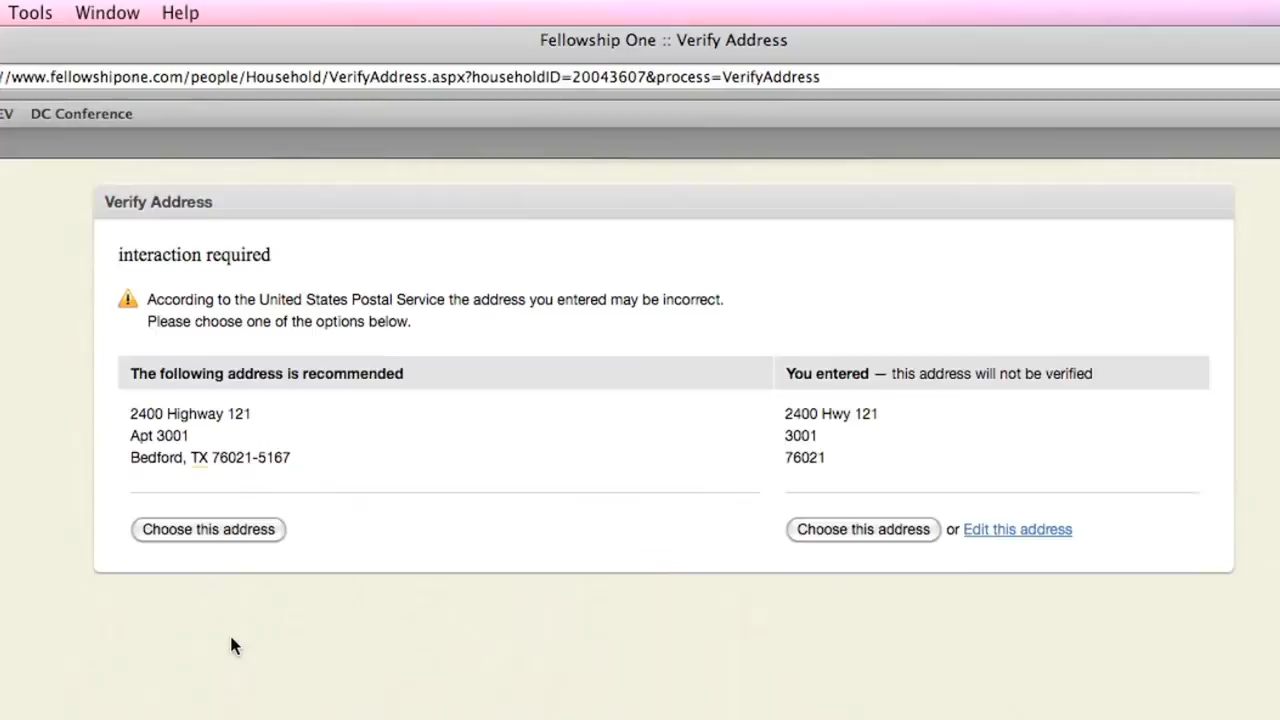 Tools Window Help
Fellowship One :: Verify Address
//www.fellowshipone.com/people/Household/VerifyAddress.aspx?householdID=20043607&process=VerifyAddress
EV DC Conference
Verify Address
interaction required
According to the United States Postal Service the address you entered may be incorrect.
Please choose one of the options below.
The following address is recommended
2400 Highway 121
Apt 3001
Bedford, TX 76021-5167
Choose this address
You entered — this address will not be verified
2400 Hwy 121
3001
76021
Choose this address or Edit this address